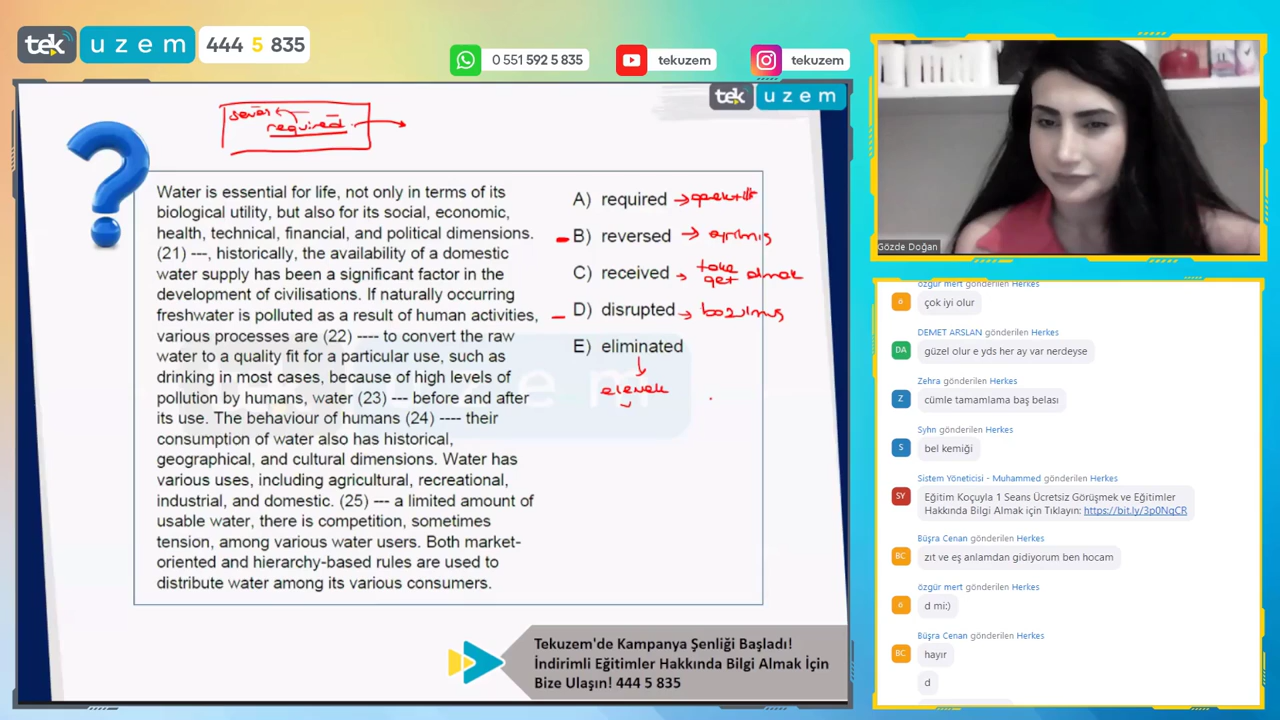 tek uzem 444 5 835
0 551 592 5 835
tekuzem
tekuzem
tek uzem
required
Water is essential for life, not only in terms of its
biological utility, but also for its social, economic,
health, technical, financial, and political dimensions.
(21) ---, historically, the availability of a domestic
water supply has been a significant factor in the
development of civilisations. If naturally occurring
freshwater is polluted as a result of human activities,
various processes are (22) ---- to convert the raw
water to a quality fit for a particular use, such as
drinking in most cases, because of high levels of
pollution by humans, water (23) --- before and after
its use. The behaviour of humans (24) ---- their
consumption of water also has historical,
geographical, and cultural dimensions. Water has
various uses, including agricultural, recreational,
industrial, and domestic. (25) --- a limited amount of
usable water, there is competition, sometimes
tension, among various water users. Both market-
oriented and hierarchy-based rules are used to
distribute water among its various consumers.
A) required
B) reversed
C) received take get almak
D) disrupted bozulmuş
E) eliminated
elemek
Gözde Doğan
özgür mert gönderilen Herkes
ö çok iyi olur
DEMET ARSLAN gönderilen Herkes
DA güzel olur e yds her ay var nerdeyse
Zehra gönderilen Herkes
Z cümle tamamlama baş belası
Syhn gönderilen Herkes
S bel kemiği
Sistem Yöneticisi - Muhammed gönderilen Herkes
SY Eğitim Koçuyla 1 Seans Ücretsiz Görüşmek ve Eğitimler
Hakkında Bilgi Almak için Tıklayın: https://bit.ly/3p0NqCR
Büşra Cenan gönderilen Herkes
BC zıt ve eş anlamdan gidiyorum ben hocam
özgür mert gönderilen Herkes
ö d mi:)
Büşra Cenan gönderilen Herkes
BC hayır
d
Tekuzem'de Kampanya Şenliği Başladı!
İndirimli Eğitimler Hakkında Bilgi Almak İçin
Bize Ulaşın! 444 5 835